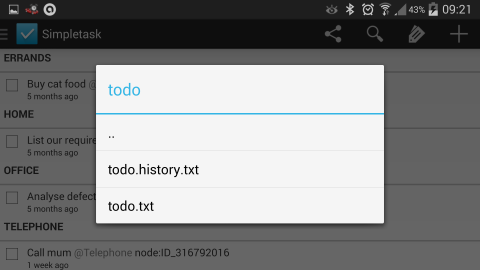 43% 09:21
Simpletask
ERRANDS
Buy cat food @
5 months ago
HOME
List our require
5 months ago
OFFICE
Analyse defect
5 months ago
TELEPHONE
Call mum @Telephone node:ID_316792016
1 week ago
todo
..
todo.history.txt
todo.txt